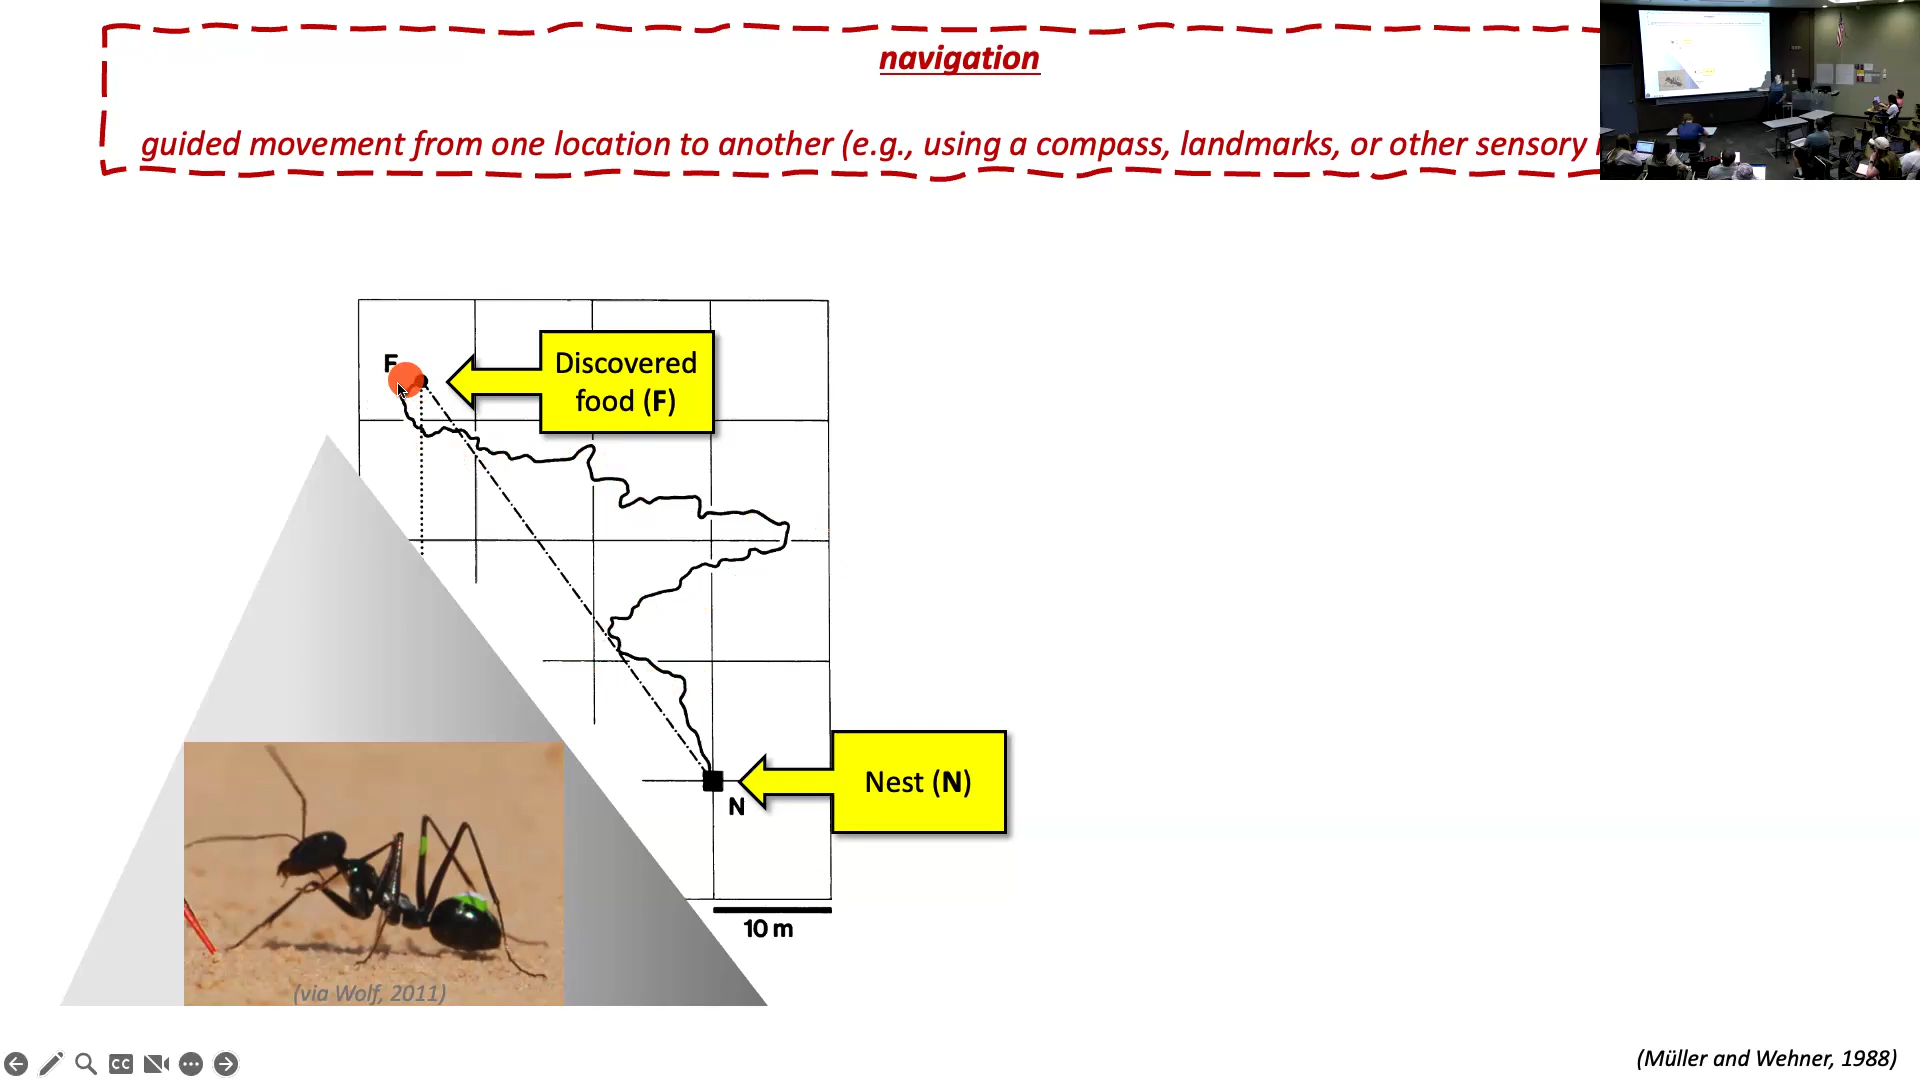 navigation
guided movement from one location to another (e.g., using a compass, landmarks, or other sensory
F
Discovered
food (F)
Nest (N)
N
10 m
(via Wolf, 2011)
CC
(Müller and Wehner, 1988)